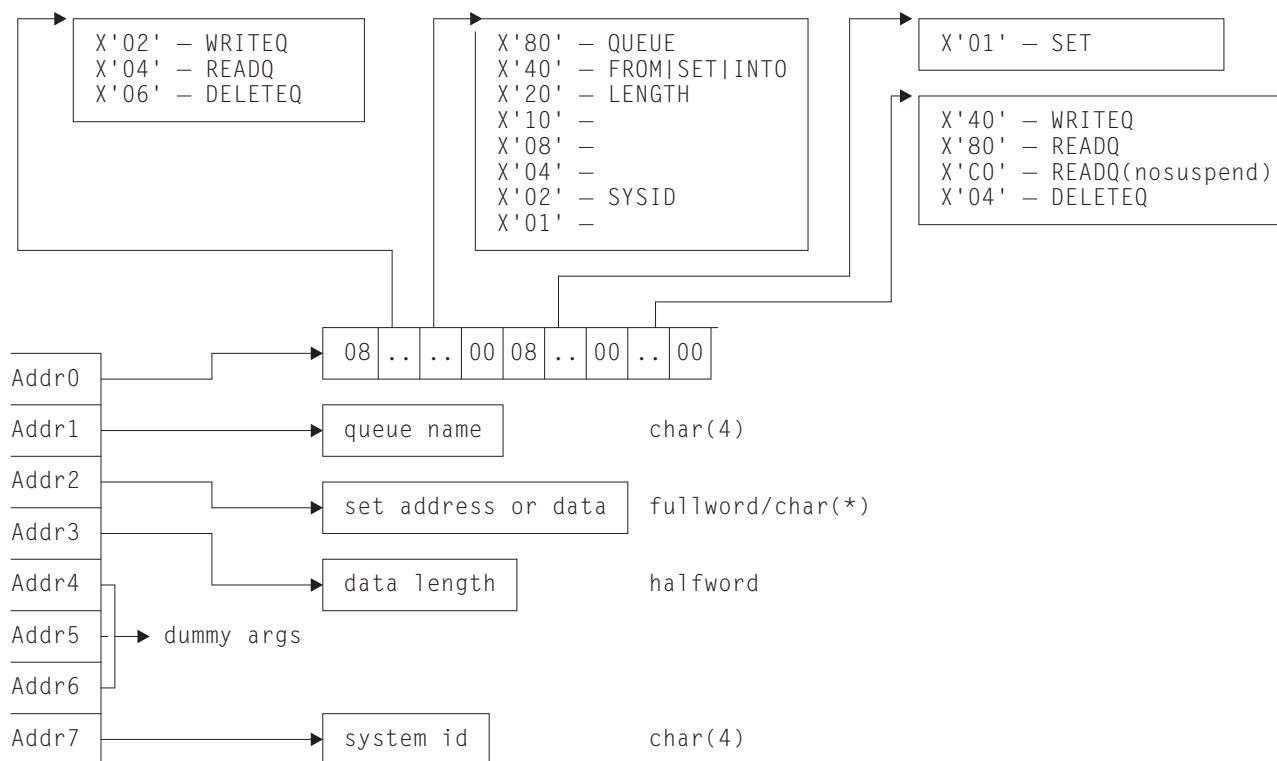 X'02' — WRITEQ
X'04' — READQ
X'06' — DELETEQ
X'80' — QUEUE
X'40' — FROM|SET|INTO
X'20' — LENGTH
X'10' —
X'08' —
X'04' —
X'02' — SYSID
X'01' —
X'01' — SET
X'40' — WRITEQ
X'80' — READQ
X'C0' — READQ(nosuspend)
X'04' — DELETEQ
08 .. .. 00 08 .. 00 .. 00
Addr0
Addr1 queue name char(4)
Addr2 set address or data fullword/char(*)
Addr3 data length halfword
Addr4
Addr5 dummy args
Addr6
Addr7 system id char(4)